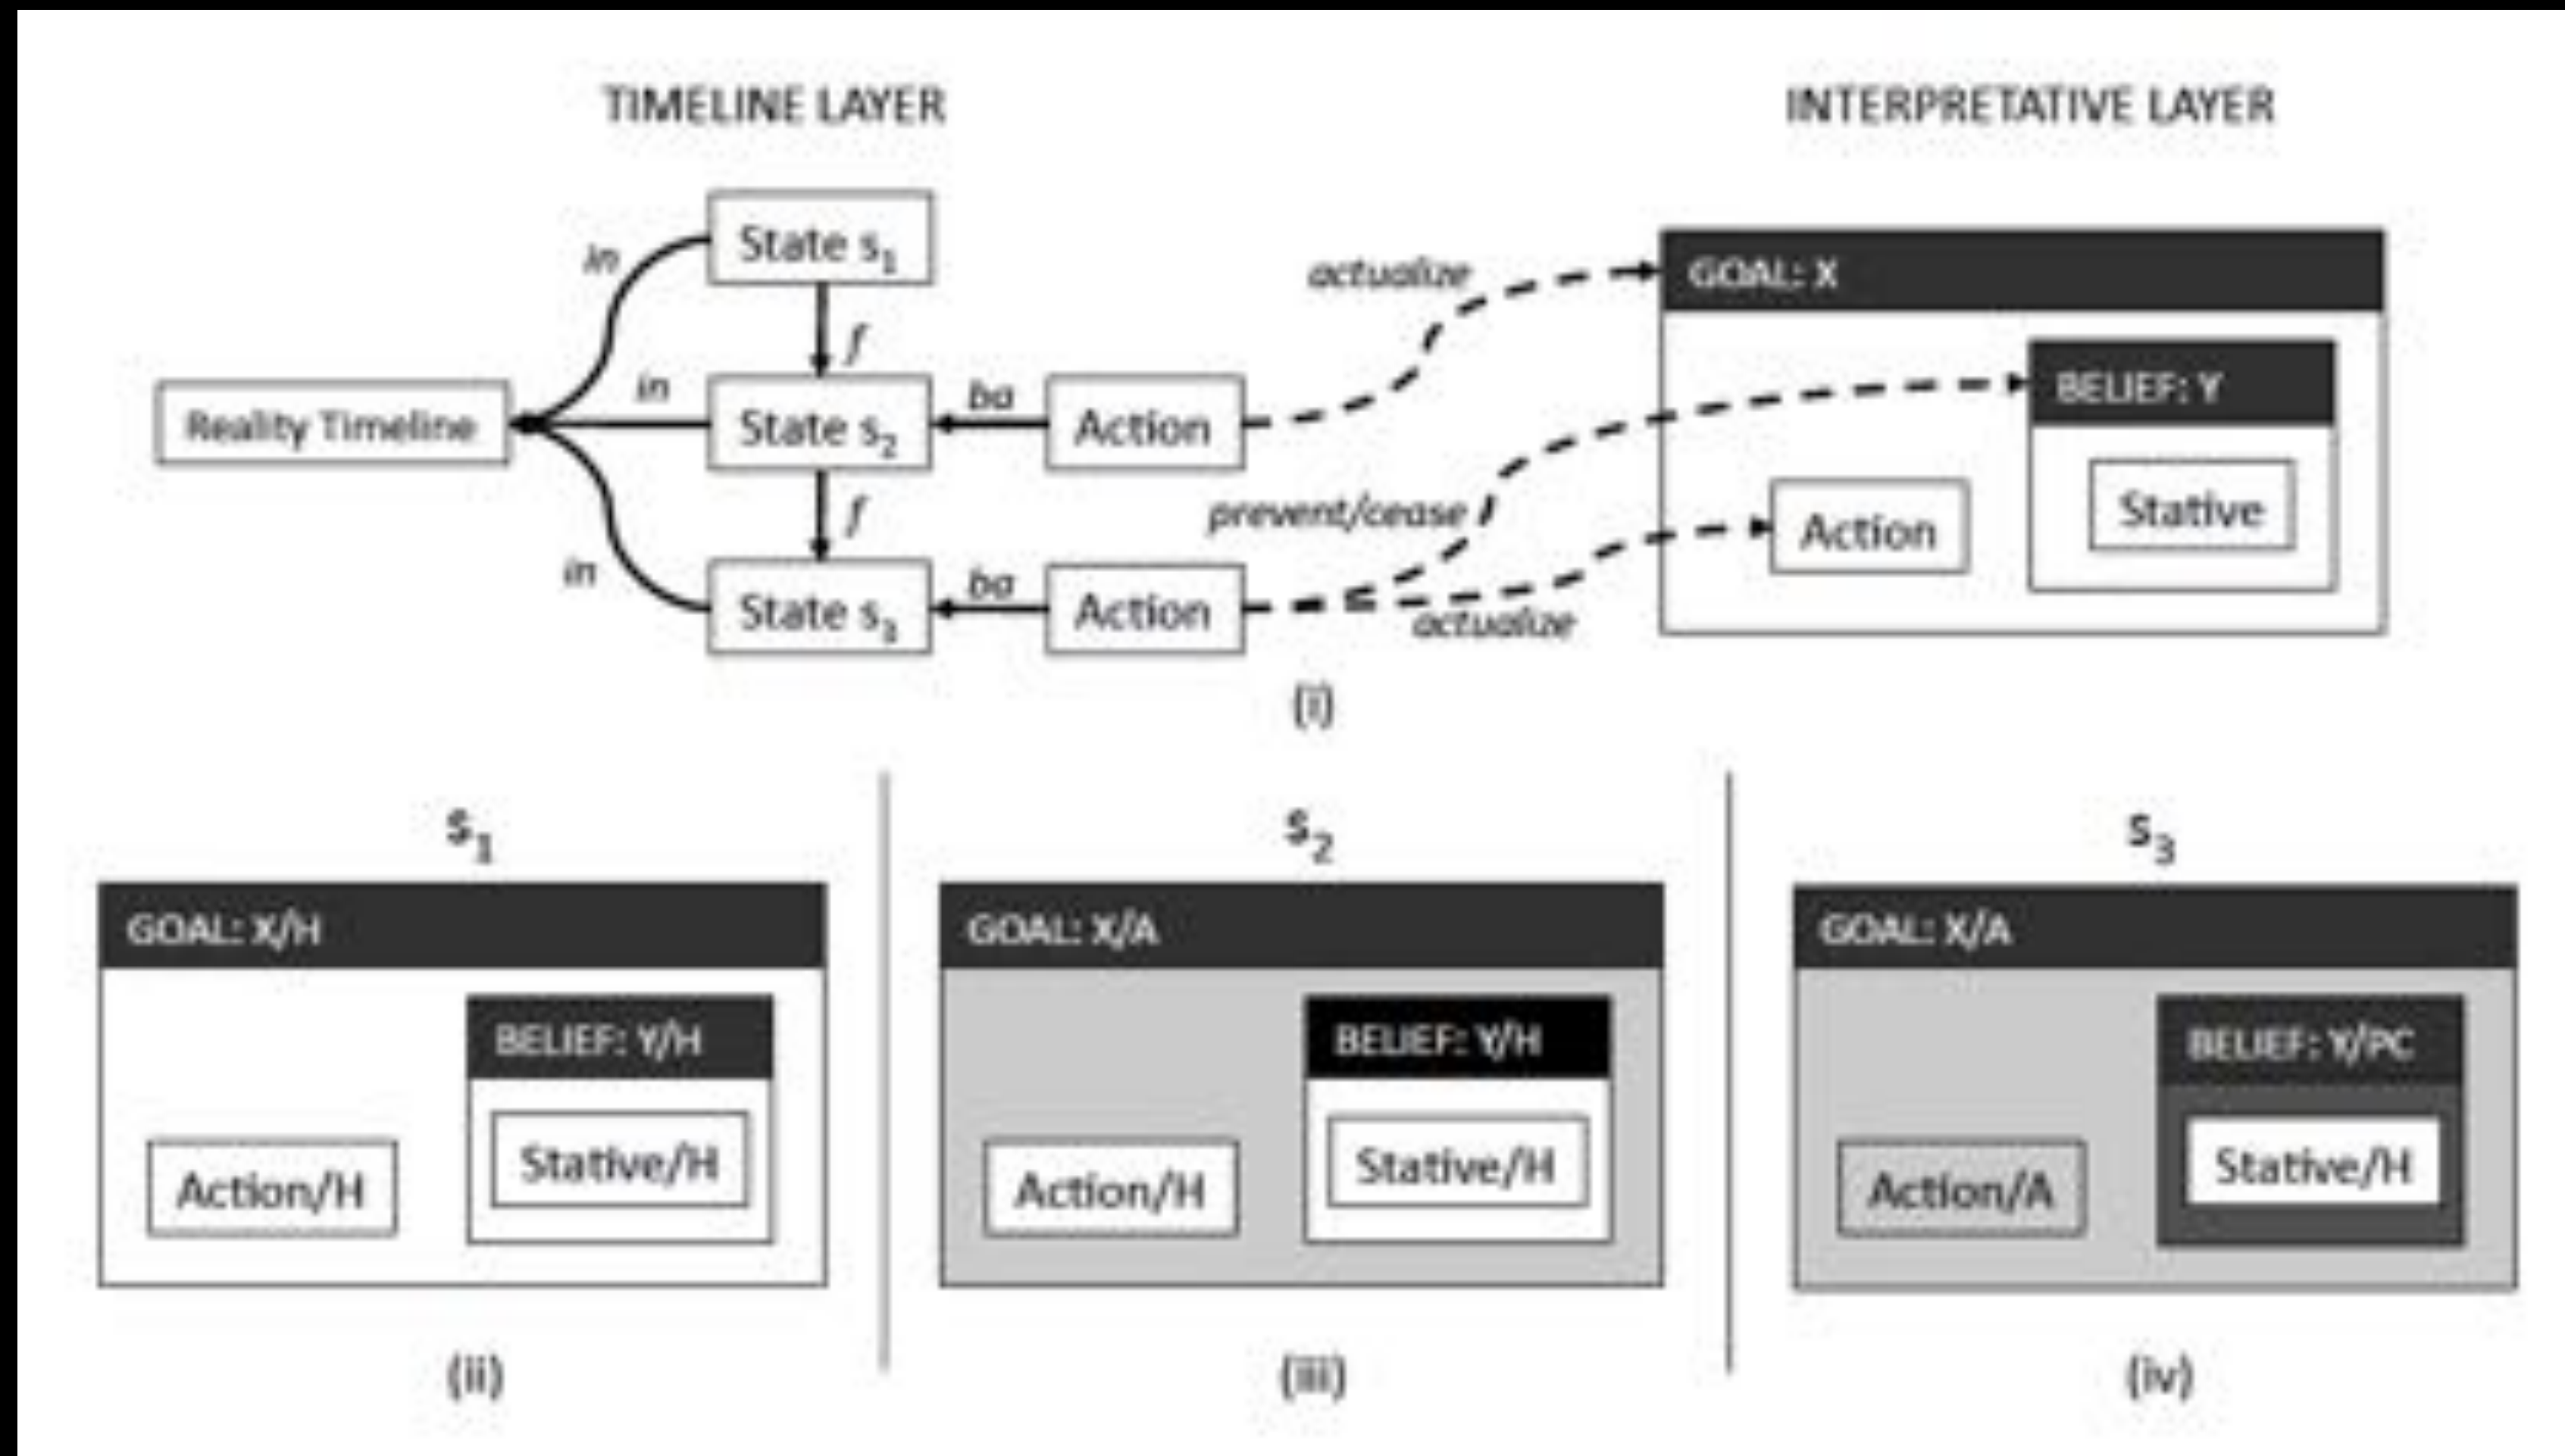 TIMELINE LAYER
INTERPRETATIVE LAYER
State s₁
in
actualize
GOAL: X
f
in
ba
BELIEF: Y
Reality Timeline
State s₂
Action
Stative
f
prevent/cease
Action
in
ba
State s₃
Action
actualize
(i)
s₁
s₂
s₃
GOAL: X/H
GOAL: X/A
GOAL: X/A
BELIEF: Y/H
BELIEF: Y/H
BELIEF: Y/PC
Stative/H
Stative/H
Stative/H
Action/H
Action/H
Action/A
(ii)
(iii)
(iv)